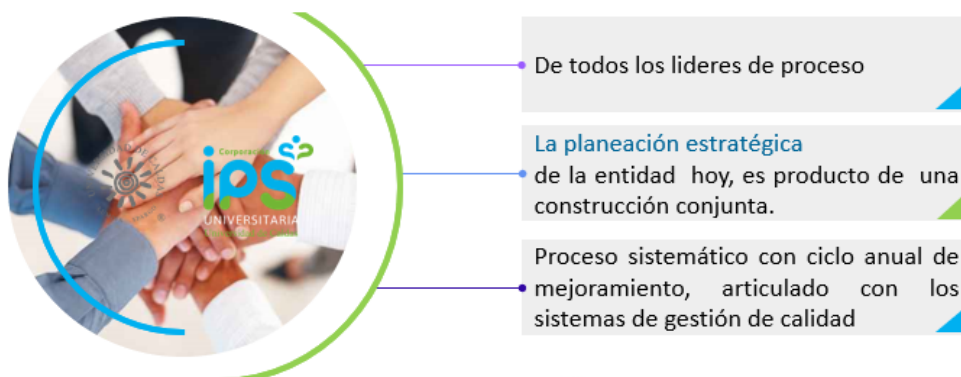 Corporación
ips
UNIVERSITARIA
De todos los lideres de proceso
La planeación estratégica
de la entidad hoy, es producto de una
construcción conjunta.
Proceso sistemático con ciclo anual de
mejoramiento, articulado con los
sistemas de gestión de calidad